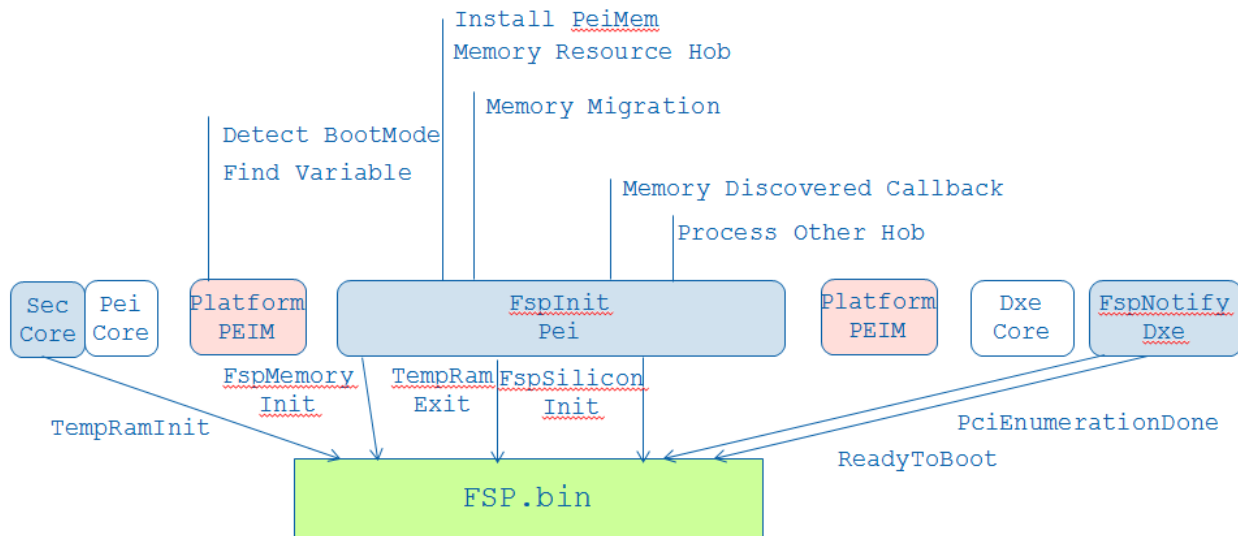 Install PeiMem
Memory Resource Hob
Memory Migration
Detect BootMode
Find Variable
Memory Discovered Callback
Process Other Hob
Sec
Core
Pei
Core
Platform
PEIM
FspInit
Pei
Platform
PEIM
Dxe
Core
FspNotify
Dxe
FspMemory
Init
TempRam
Exit
FspSilicon
Init
TempRamInit
PciEnumerationDone
ReadyToBoot
FSP.bin